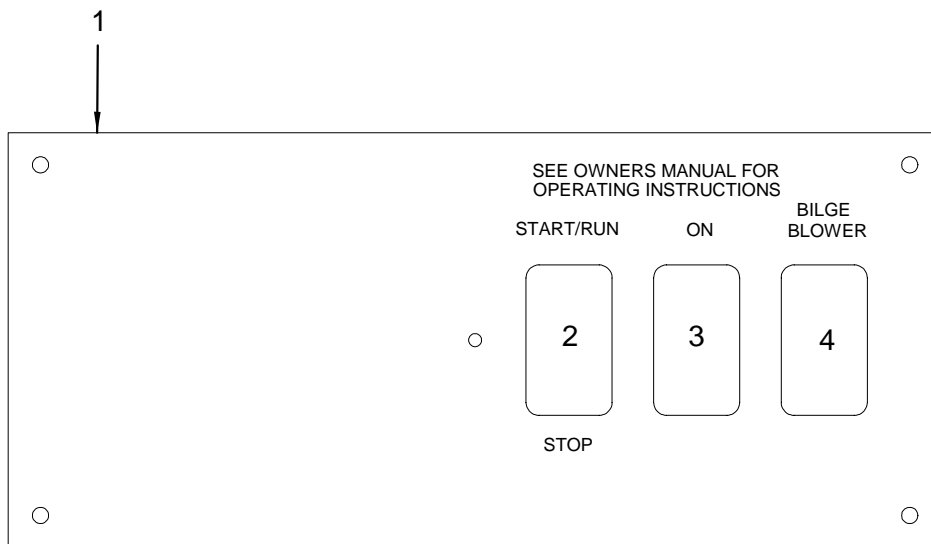 1
SEE OWNERS MANUAL FOR
OPERATING INSTRUCTIONS
START/RUN
ON
BILGE
BLOWER
2
3
4
STOP